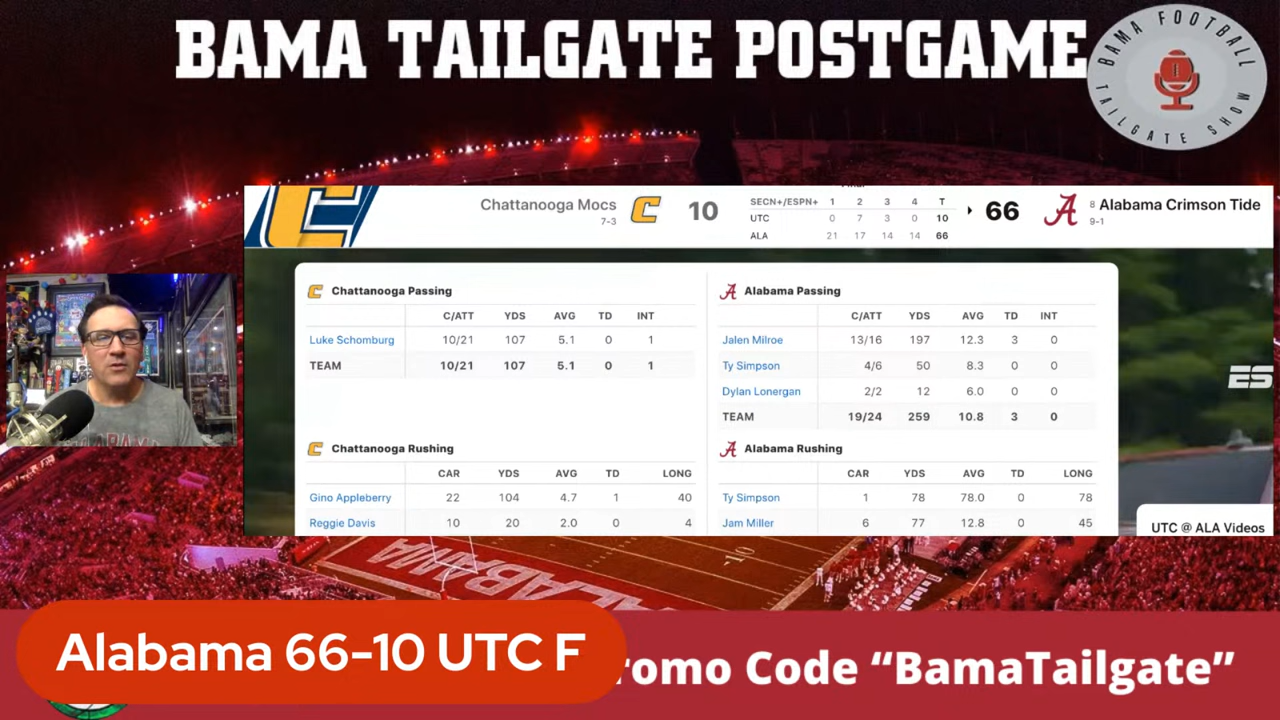 BAMA TAILGATE POSTGAME
BAMA FOOTBALL
TAILGATE SHOW
Chattanooga Mocs
7-3
C
10
SECN+/ESPN+ 1 2 3 4 T
UTC 0 7 3 0 10
ALA 21 17 14 14 66
66
A
8 Alabama Crimson Tide
9-1
Chattanooga Passing
C/ATT YDS AVG TD INT
Luke Schomburg 10/21 107 5.1 0 1
TEAM 10/21 107 5.1 0 1
Alabama Passing
C/ATT YDS AVG TD INT
Jalen Milroe 13/16 197 12.3 3 0
Ty Simpson 4/6 50 8.3 0 0
Dylan Lonergan 2/2 12 6.0 0 0
TEAM 19/24 259 10.8 3 0
Chattanooga Rushing
CAR YDS AVG TD LONG
Gino Appleberry 22 104 4.7 1 40
Reggie Davis 10 20 2.0 0 4
Alabama Rushing
CAR YDS AVG TD LONG
Ty Simpson 1 78 78.0 0 78
Jam Miller 6 77 12.8 0 45
ES
UTC @ ALA Videos
Alabama 66-10 UTC F
romo Code “BamaTailgate”